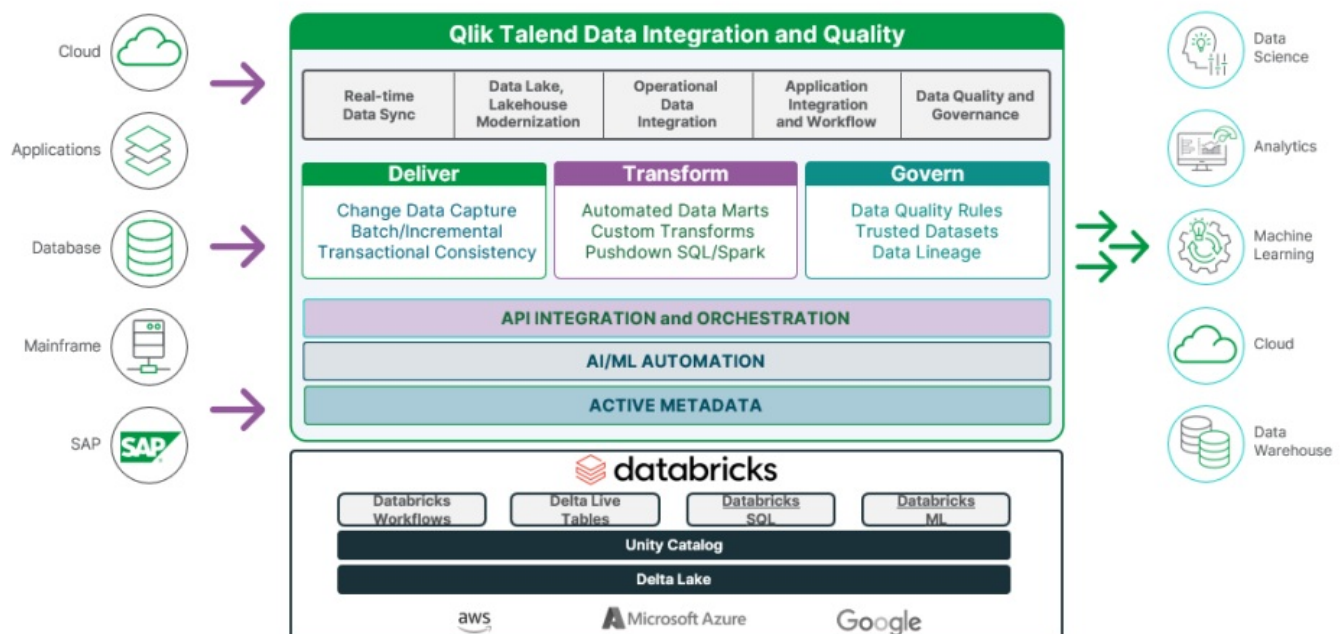 Cloud
Applications
Database
Mainframe
SAP
SAP
Qlik Talend Data Integration and Quality
Real-time
Data Sync
Data Lake,
Lakehouse
Modernization
Operational
Data
Integration
Application
Integration
and Workflow
Data Quality and
Governance
Deliver
Change Data Capture
Batch/Incremental
Transactional Consistency
Transform
Automated Data Marts
Custom Transforms
Pushdown SQL/Spark
Govern
Data Quality Rules
Trusted Datasets
Data Lineage
API INTEGRATION and ORCHESTRATION
AI/ML AUTOMATION
ACTIVE METADATA
databricks
Databricks
Workflows
Delta Live
Tables
Databricks
SQL
Databricks
ML
Unity Catalog
Delta Lake
aws
Microsoft Azure
Google
Data
Science
Analytics
Machine
Learning
Cloud
Data
Warehouse